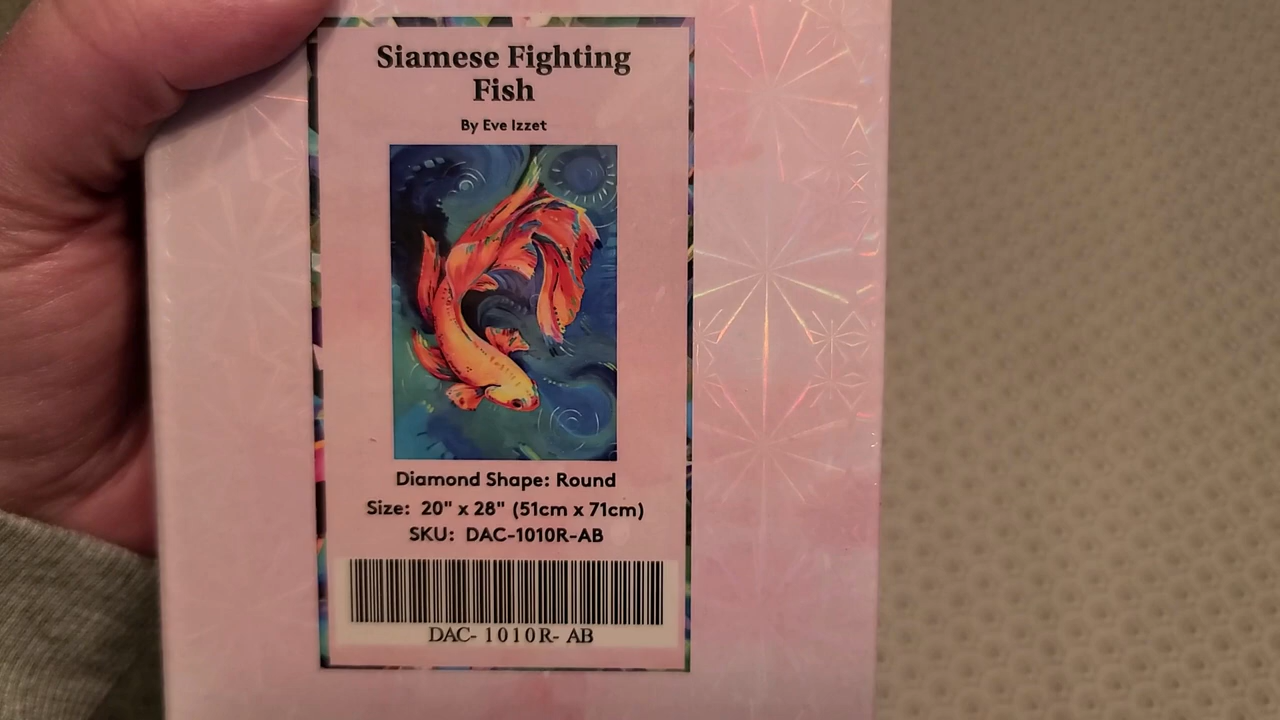 Siamese Fighting
Fish
By Eve Izzet
Diamond Shape: Round
Size: 20" x 28" (51cm x 71cm)
SKU: DAC-1010R-AB
DAC- 1010R- AB